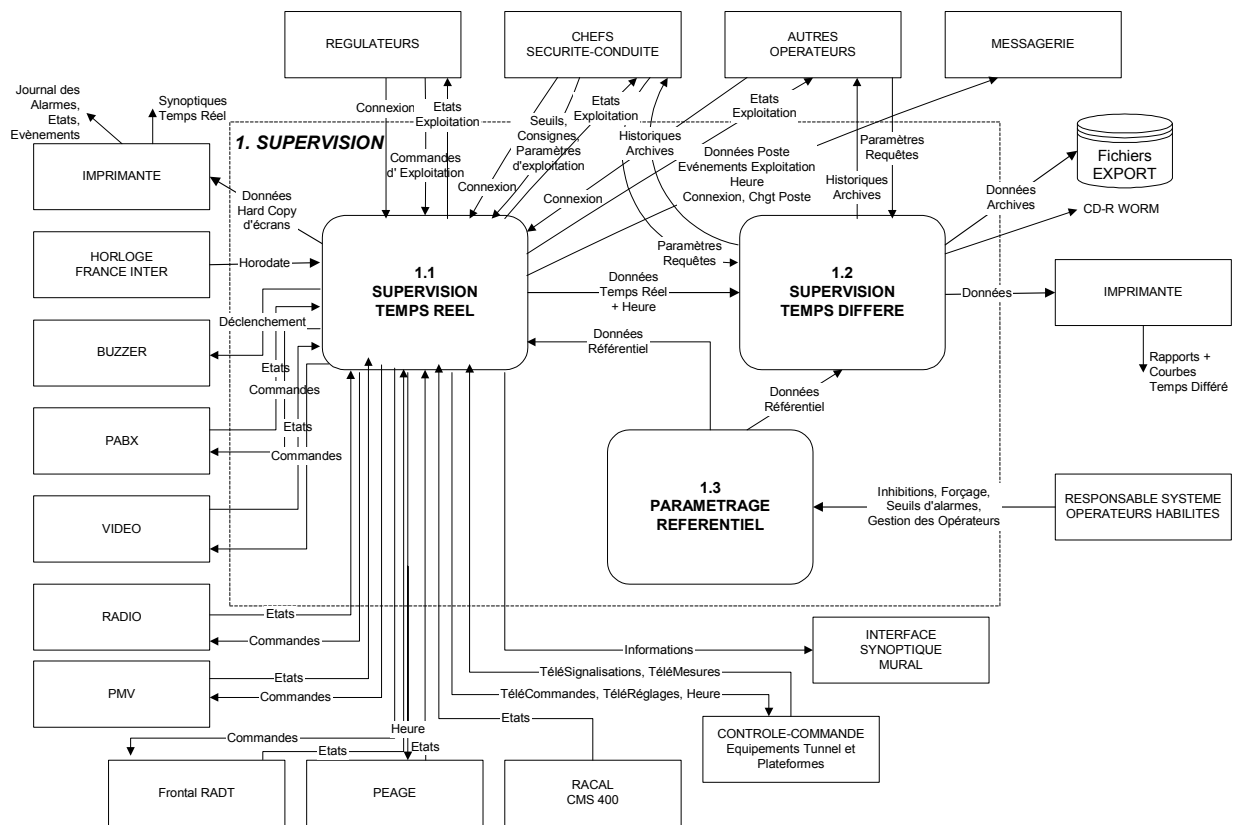 REGULATEURS
CHEFS
SECURITE-CONDUITE
AUTRES
OPERATEURS
MESSAGERIE
Journal des
Alarmes,
Etats,
Evènements
Synoptiques
Temps Réel
Connexion
Etats
Exploitation
Commandes
d' Exploitation
Seuils,
Consignes,
Paramètres
d'exploitation
Connexion
Etats
Exploitation
Historiques
Archives
Etats
Exploitation
Données Poste
Evénements Exploitation
Heure
Connexion, Chgt Poste
Connexion
Paramètres
Requêtes
Historiques
Archives
1. SUPERVISION
Fichiers
EXPORT
Données
Archives
CD-R WORM
IMPRIMANTE
Données
Hard Copy
d'écrans
HORLOGE
FRANCE INTER
Horodate
1.1
SUPERVISION
TEMPS REEL
Paramètres
Requêtes
Données
Temps Réel
+ Heure
1.2
SUPERVISION
TEMPS DIFFERE
Données
IMPRIMANTE
Rapports +
Courbes
Temps Différé
Déclenchement
BUZZER
Etats
Commandes
Données
Référentiel
Données
Référentiel
PABX
Etats
Commandes
VIDEO
1.3
PARAMETRAGE
REFERENTIEL
Inhibitions, Forçage,
Seuils d'alarmes,
Gestion des Opérateurs
RESPONSABLE SYSTEME
OPERATEURS HABILITES
RADIO
Etats
Commandes
Informations
INTERFACE
SYNOPTIQUE
MURAL
PMV
Etats
Commandes
TéléSignalisations, TéléMesures
TéléCommandes, TéléRéglages, Heure
CONTROLE-COMMANDE
Equipements Tunnel et
Plateformes
Commandes
Heure
Etats
Etats
Etats
Frontal RADT
PEAGE
RACAL
CMS 400